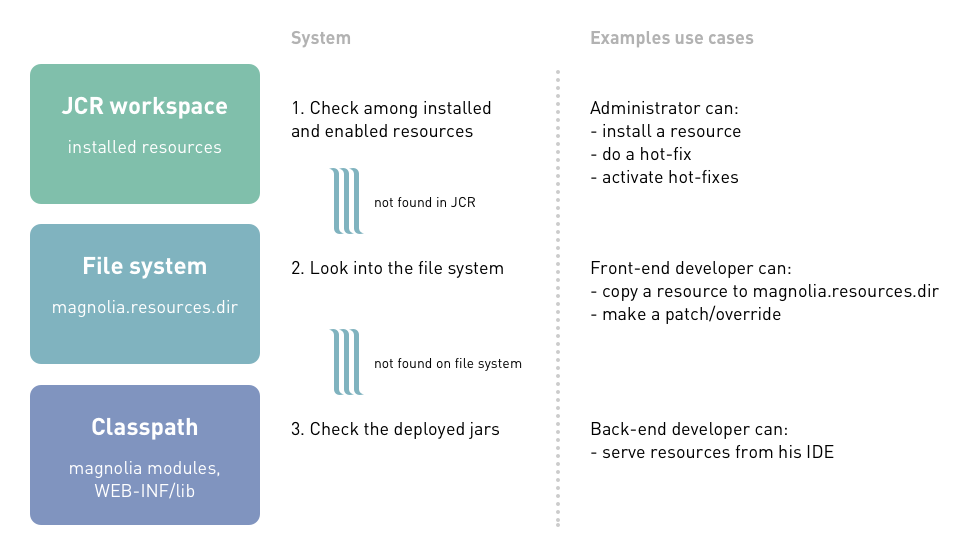 System
Examples use cases
JCR workspace
installed resources
1. Check among installed
and enabled resources
Administrator can:
- install a resource
- do a hot-fix
- activate hot-fixes
not found in JCR
File system
magnolia.resources.dir
2. Look into the file system
Front-end developer can:
- copy a resource to magnolia.resources.dir
- make a patch/override
not found on file system
Classpath
magnolia modules,
WEB-INF/lib
3. Check the deployed jars
Back-end developer can:
- serve resources from his IDE